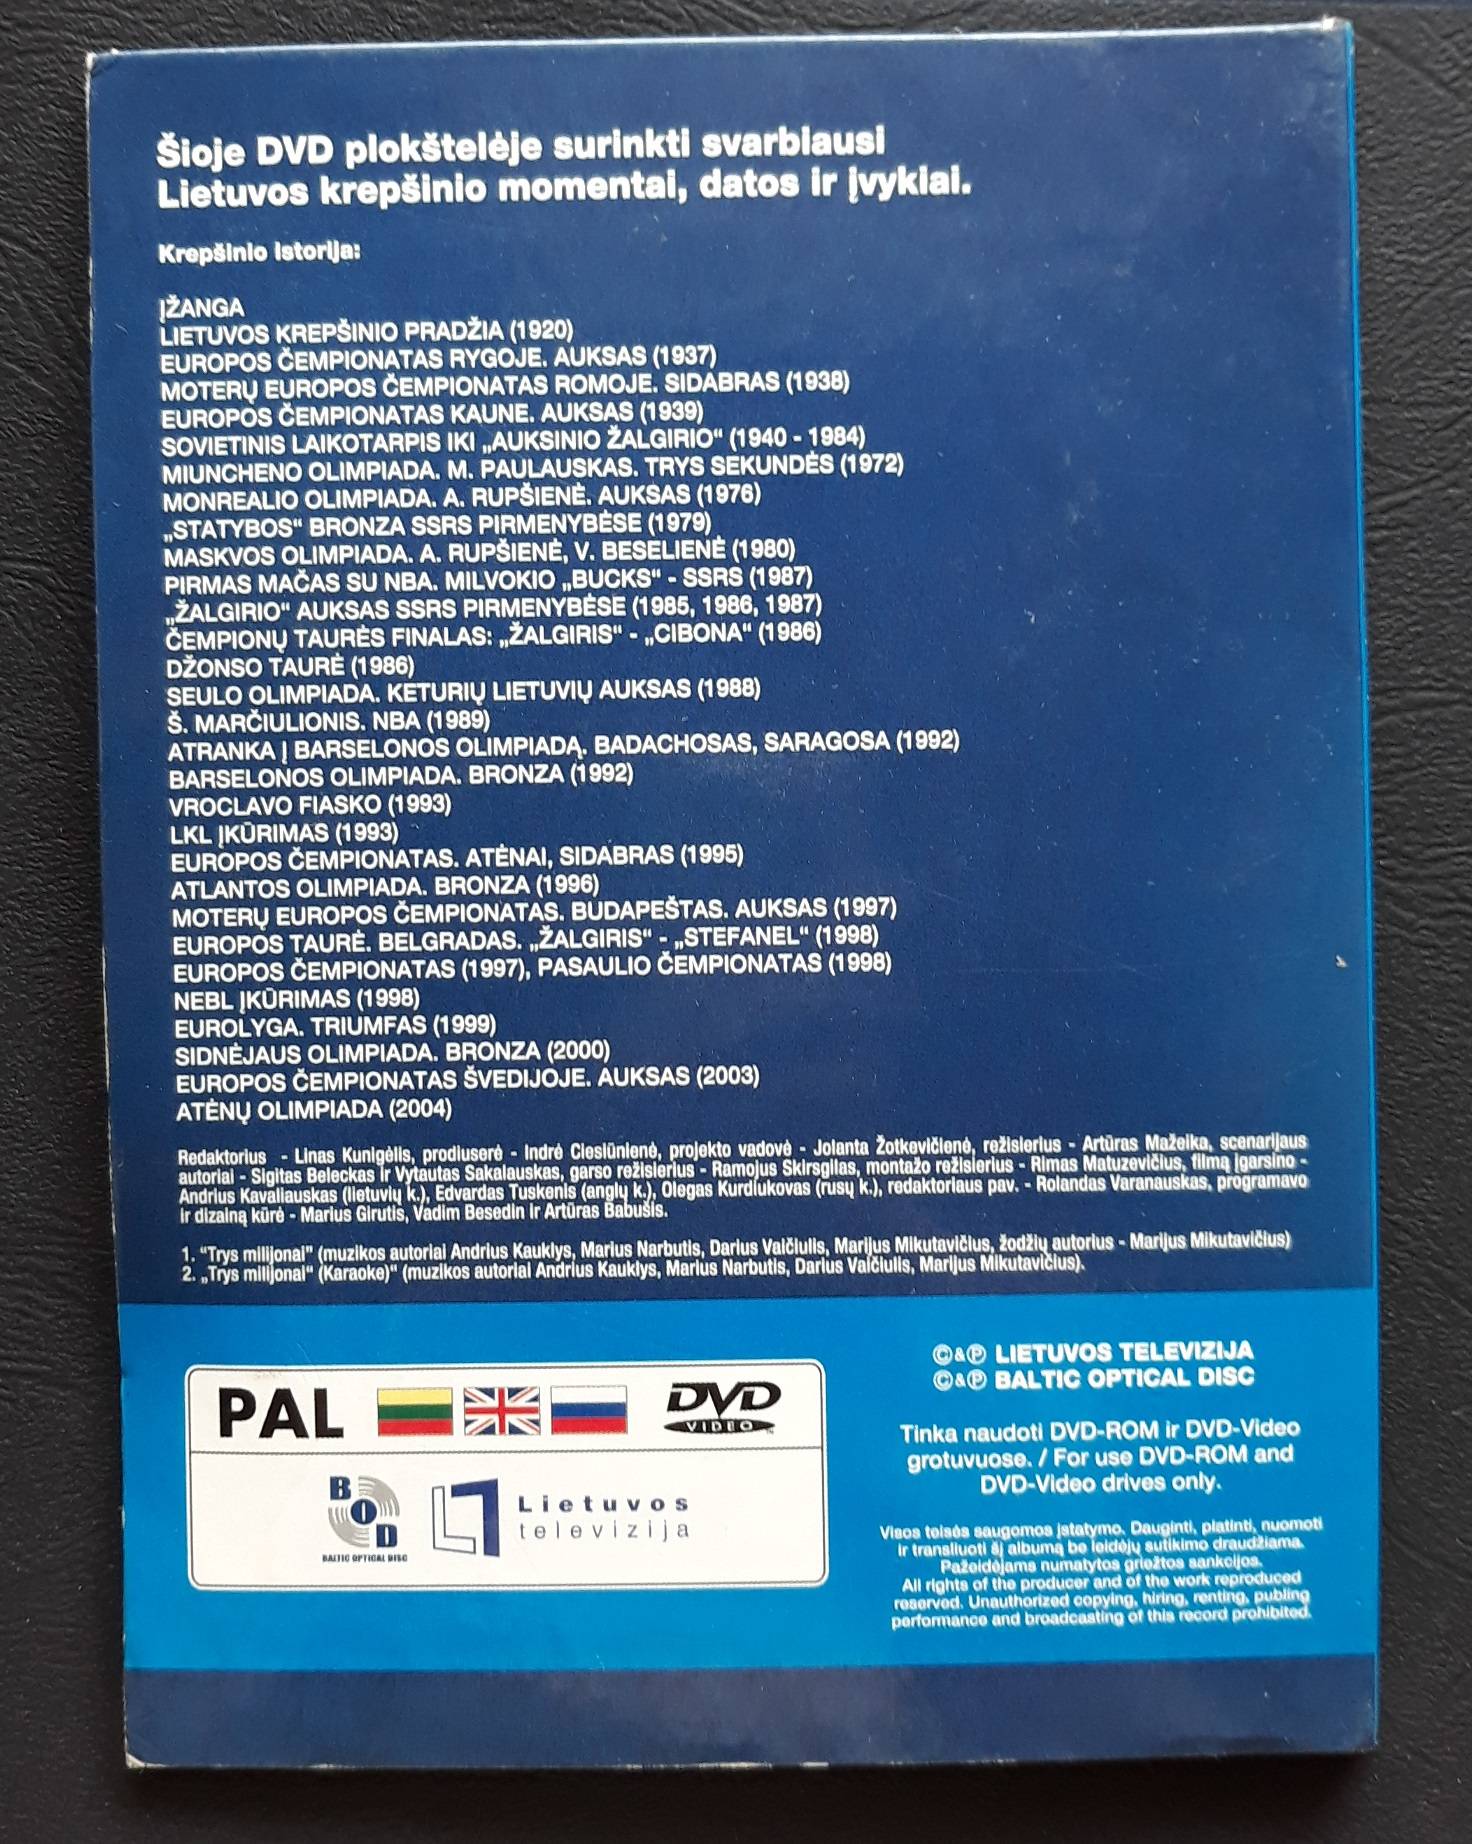 Šioje DVD plokštelėje surinkti svarbiausi
Lietuvos krepšinio momentai, datos ir įvykiai.
Krepšinio istorija:
ĮŽANGA
LIETUVOS KREPŠINIO PRADŽIA (1920)
EUROPOS ČEMPIONATAS RYGOJE. AUKSAS (1937)
MOTERŲ EUROPOS ČEMPIONATAS ROMOJE. SIDABRAS (1938)
EUROPOS ČEMPIONATAS KAUNE. AUKSAS (1939)
SOVIETINIS LAIKOTARPIS IKI „AUKSINIO ŽALGIRIO“ (1940 - 1984)
MIUNCHENO OLIMPIADA. M. PAULAUSKAS. TRYS SEKUNDĖS (1972)
MONREALIO OLIMPIADA. A. RUPŠIENĖ. AUKSAS (1976)
„STATYBOS“ BRONZA SSRS PIRMENYBĖSE (1979)
MASKVOS OLIMPIADA. A. RUPŠIENĖ, V. BESELIENĖ (1980)
PIRMAS MAČAS SU NBA. MILVOKIO „BUCKS“ - SSRS (1987)
„ŽALGIRIO“ AUKSAS SSRS PIRMENYBĖSE (1985, 1986, 1987)
ČEMPIONŲ TAURĖS FINALAS: „ŽALGIRIS“ - „CIBONA“ (1986)
DŽONSO TAURĖ (1986)
SEULO OLIMPIADA. KETURIŲ LIETUVIŲ AUKSAS (1988)
Š. MARČIULIONIS. NBA (1989)
ATRANKA Į BARSELONOS OLIMPIADĄ. BADACHOSAS, SARAGOSA (1992)
BARSELONOS OLIMPIADA. BRONZA (1992)
VROCLAVO FIASKO (1993)
LKL ĮKŪRIMAS (1993)
EUROPOS ČEMPIONATAS. ATĖNAI, SIDABRAS (1995)
ATLANTOS OLIMPIADA. BRONZA (1996)
MOTERŲ EUROPOS ČEMPIONATAS. BUDAPEŠTAS. AUKSAS (1997)
EUROPOS TAURĖ. BELGRADAS. „ŽALGIRIS“ - „STEFANEL“ (1998)
EUROPOS ČEMPIONATAS (1997), PASAULIO ČEMPIONATAS (1998)
NEBL ĮKŪRIMAS (1998)
EUROLYGA. TRIUMFAS (1999)
SIDNĖJAUS OLIMPIADA. BRONZA (2000)
EUROPOS ČEMPIONATAS ŠVEDIJOJE. AUKSAS (2003)
ATĖNŲ OLIMPIADA (2004)
Redaktorius - Linas Kunigėlis, prodiuserė - Indrė Cieslūnienė, projekto vadovė - Jolanta Žotkevičienė, režisierius - Artūras Mažeika, scenarijaus
autoriai - Sigitas Beleckas ir Vytautas Sakalauskas, garso režisierius - Ramojus Skirsgilas, montažo režisierius - Rimas Matuzevičius, filmą įgarsino -
Andrius Kavaliauskas (lietuvių k.), Edvardas Tuskenis (anglų k.), Olegas Kurdiukovas (rusų k.), redaktoriaus pav. - Rolandas Varanauskas, programavo
ir dizainą kūrė - Marius Girutis, Vadim Besedin ir Artūras Babušis.
1. “Trys milijonai” (muzikos autoriai Andrius Kauklys, Marius Narbutis, Darius Vaičiulis, Marijus Mikutavičius, žodžių autorius - Marijus Mikutavičius)
2. „Trys milijonai“ (Karaoke)“ (muzikos autoriai Andrius Kauklys, Marius Narbutis, Darius Vaičiulis, Marijus Mikutavičius).
PAL
DVD
VIDEO
BOD
BALTIC OPTICAL DISC
LT
Lietuvos
televizija
©&℗ LIETUVOS TELEVIZIJA
©&℗ BALTIC OPTICAL DISC
Tinka naudoti DVD-ROM ir DVD-Video
grotuvuose. / For use DVD-ROM and
DVD-Video drives only.
Visos teisės saugomos įstatymo. Dauginti, platinti, nuomoti
ir transliuoti šį albumą be leidėjų sutikimo draudžiama.
Pažeidėjams numatytos griežtos sankcijos.
All rights of the producer and of the work reproduced
reserved. Unauthorized copying, hiring, renting, publing
performance and broadcasting of this record prohibited.